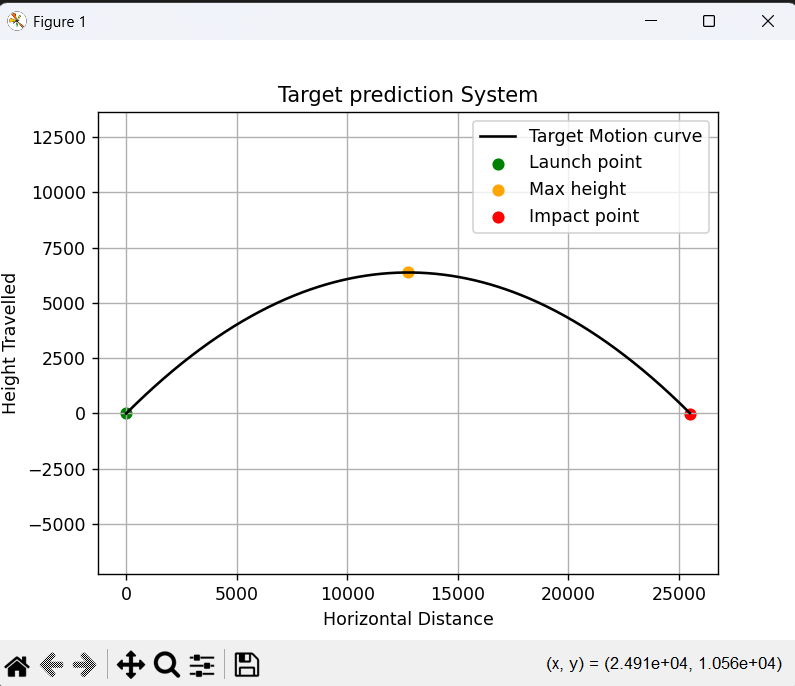 Figure 1
Target prediction System
Target Motion curve
Launch point
Max height
Impact point
12500
10000
7500
5000
2500
0
−2500
−5000
Height Travelled
0 5000 10000 15000 20000 25000
Horizontal Distance
(x, y) = (2.491e+04, 1.056e+04)